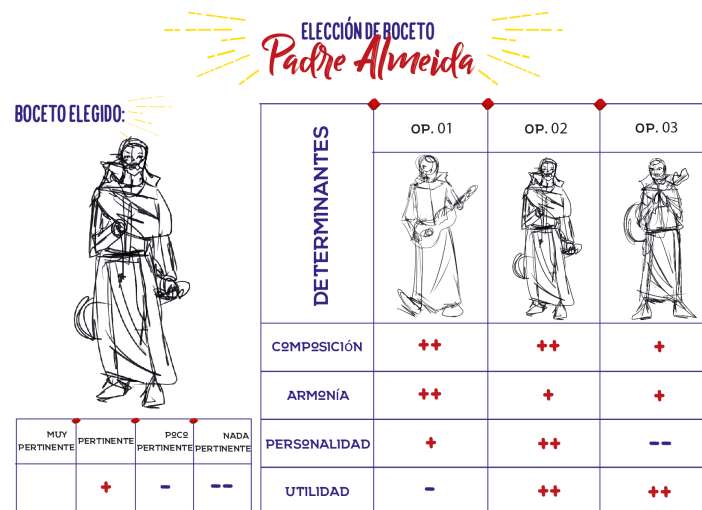 ELECCIÓN DE BOCETO
Padre Almeida
BOCETO ELEGIDO:
DETERMINANTES
OP. 01
OP. 02
OP. 03
COMPOSICIÓN ++ ++ +
ARMONÍA ++ + +
PERSONALIDAD + ++ --
UTILIDAD - ++ ++
MUY
PERTINENTE
PERTINENTE
POCO
PERTINENTE
NADA
PERTINENTE
+ - --